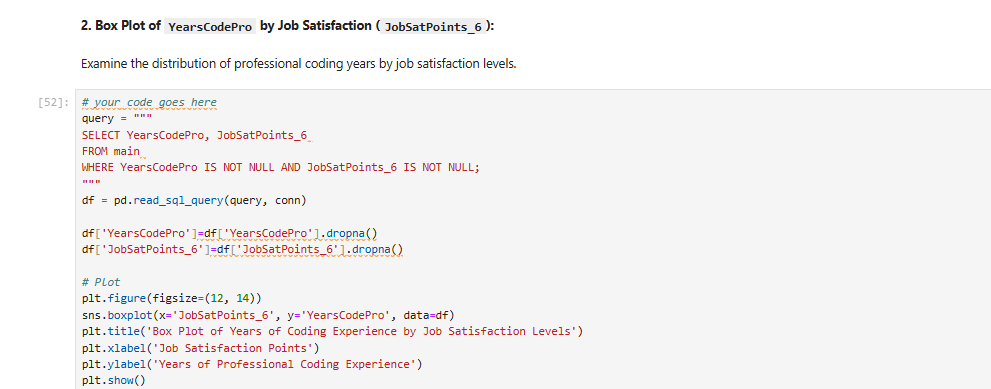 2. Box Plot of YearsCodePro by Job Satisfaction ( JobSatPoints_6 ):
Examine the distribution of professional coding years by job satisfaction levels.
[52]: # your code goes here
query = """
SELECT YearsCodePro, JobSatPoints_6
FROM main
WHERE YearsCodePro IS NOT NULL AND JobSatPoints_6 IS NOT NULL;
"""
df = pd.read_sql_query(query, conn)
df['YearsCodePro']=df['YearsCodePro'].dropna()
df['JobSatPoints_6']=df['JobSatPoints_6'].dropna()
# Plot
plt.figure(figsize=(12, 14))
sns.boxplot(x='JobSatPoints_6', y='YearsCodePro', data=df)
plt.title('Box Plot of Years of Coding Experience by Job Satisfaction Levels')
plt.xlabel('Job Satisfaction Points')
plt.ylabel('Years of Professional Coding Experience')
plt.show()